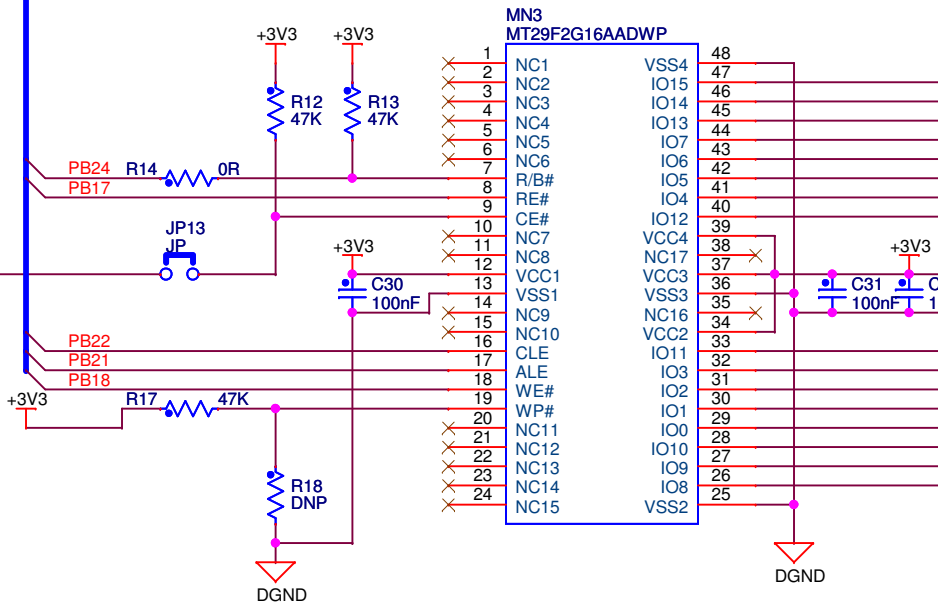 MN3
MT29F2G16AADWP
+3V3
+3V3
R12
47K
R13
47K
PB24
R14
0R
PB17
JP13
JP
+3V3
C30
100nF
PB22
PB21
PB18
+3V3
R17
47K
R18
DNP
DGND
1 NC1
2 NC2
3 NC3
4 NC4
5 NC5
6 NC6
7 R/B#
8 RE#
9 CE#
10 NC7
11 NC8
12 VCC1
13 VSS1
14 NC9
15 NC10
16 CLE
17 ALE
18 WE#
19 WP#
20 NC11
21 NC12
22 NC13
23 NC14
24 NC15
VSS4 48
IO15 47
IO14 46
IO13 45
IO7 44
IO6 43
IO5 42
IO4 41
IO12 40
VCC4 39
NC17 38
VCC3 37
VSS3 36
NC16 35
VCC2 34
IO11 33
IO3 32
IO2 31
IO1 30
IO0 29
IO10 28
IO9 27
IO8 26
VSS2 25
+3V3
C31
100nF
C
1
DGND